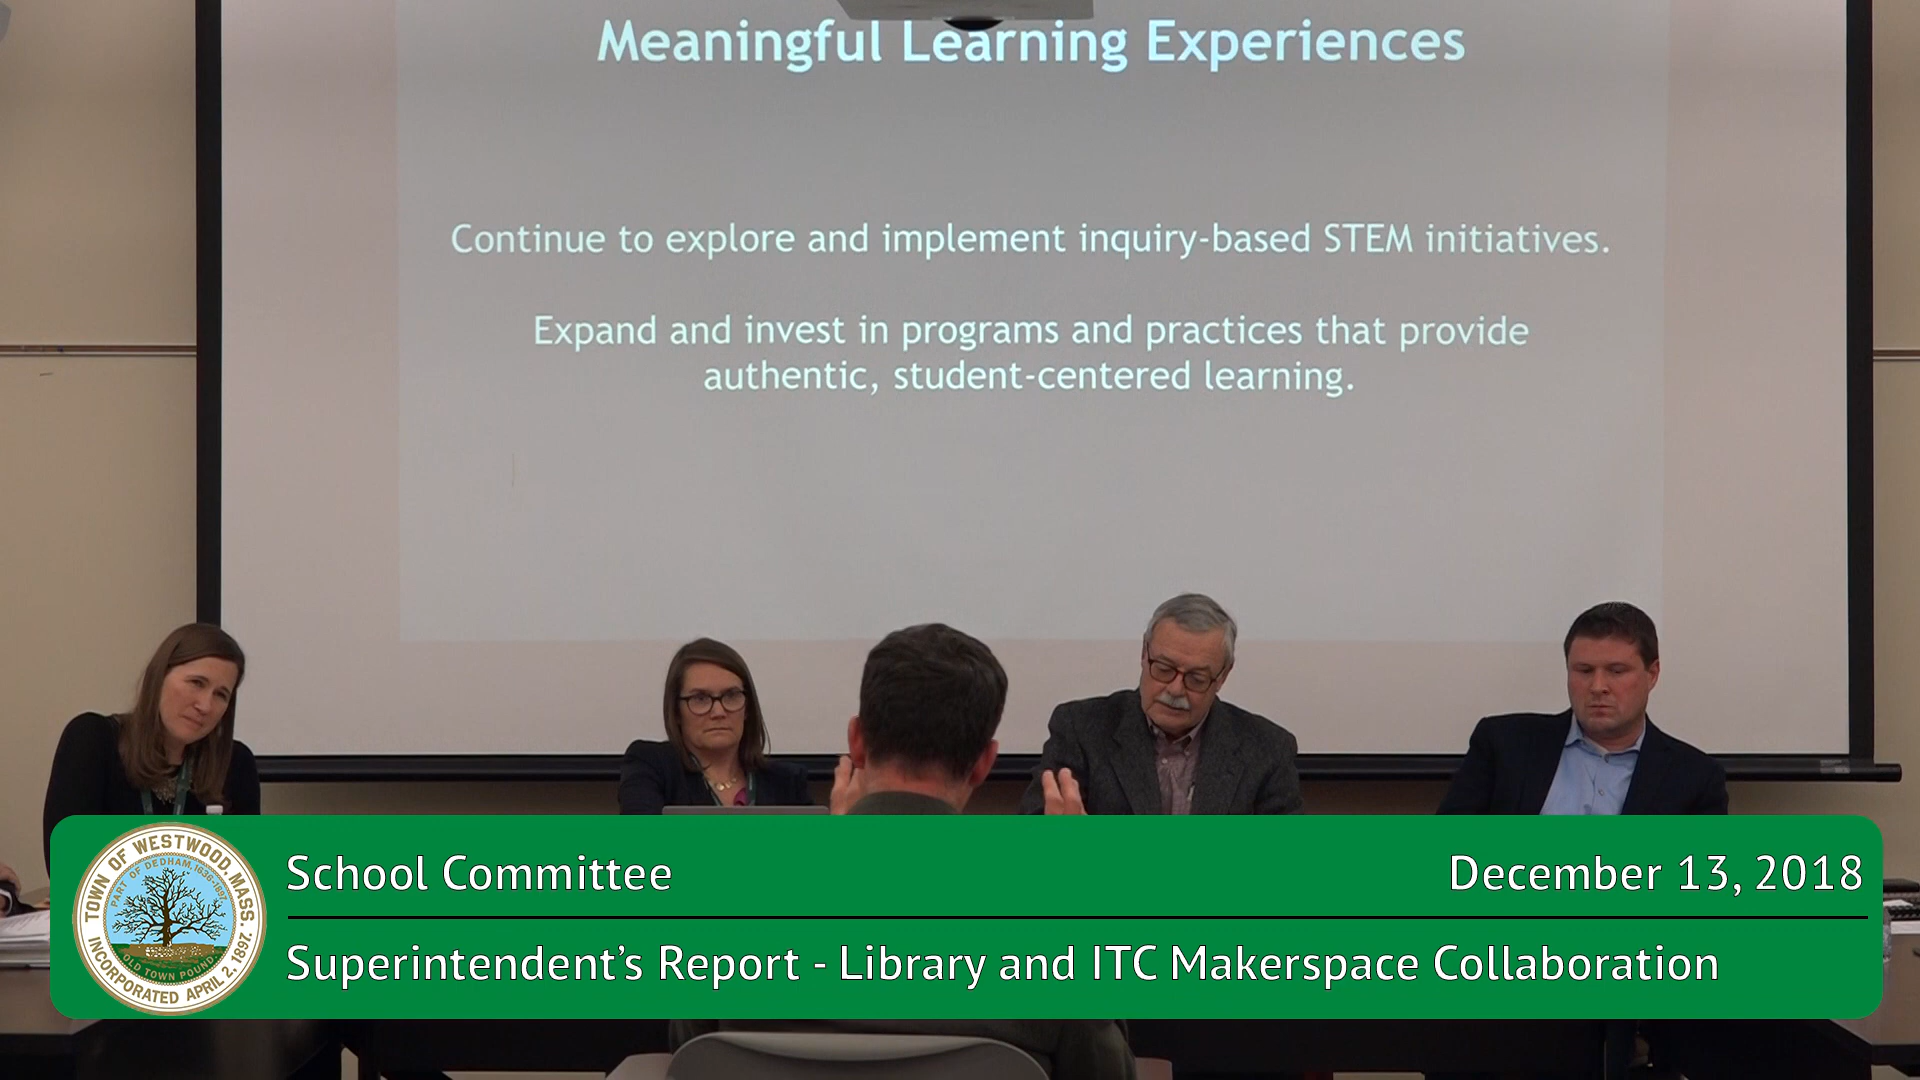 Meaningful Learning Experiences
Continue to explore and implement inquiry-based STEM initiatives.
Expand and invest in programs and practices that provide
authentic, student-centered learning.
School Committee
December 13, 2018
Superintendent’s Report - Library and ITC Makerspace Collaboration
TOWN OF WESTWOOD, MASS.
PART OF DEDHAM, 1636-1897.
OLD TOWN POUND.
INCORPORATED APRIL 2, 1897.